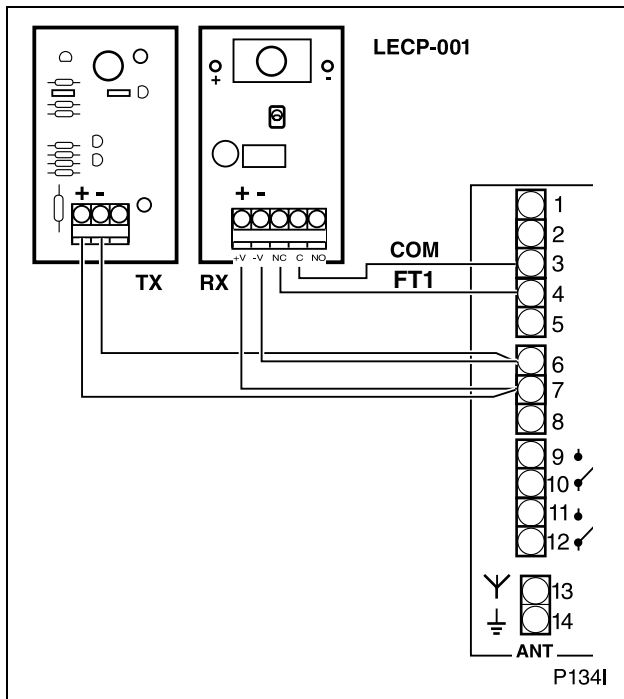 LECP-001
+ -
+ -
+ -
+V -V NC C NO
TX
RX
COM
FT1
1
2
3
4
5
6
7
8
9
10
11
12
13
14
ANT
P134I